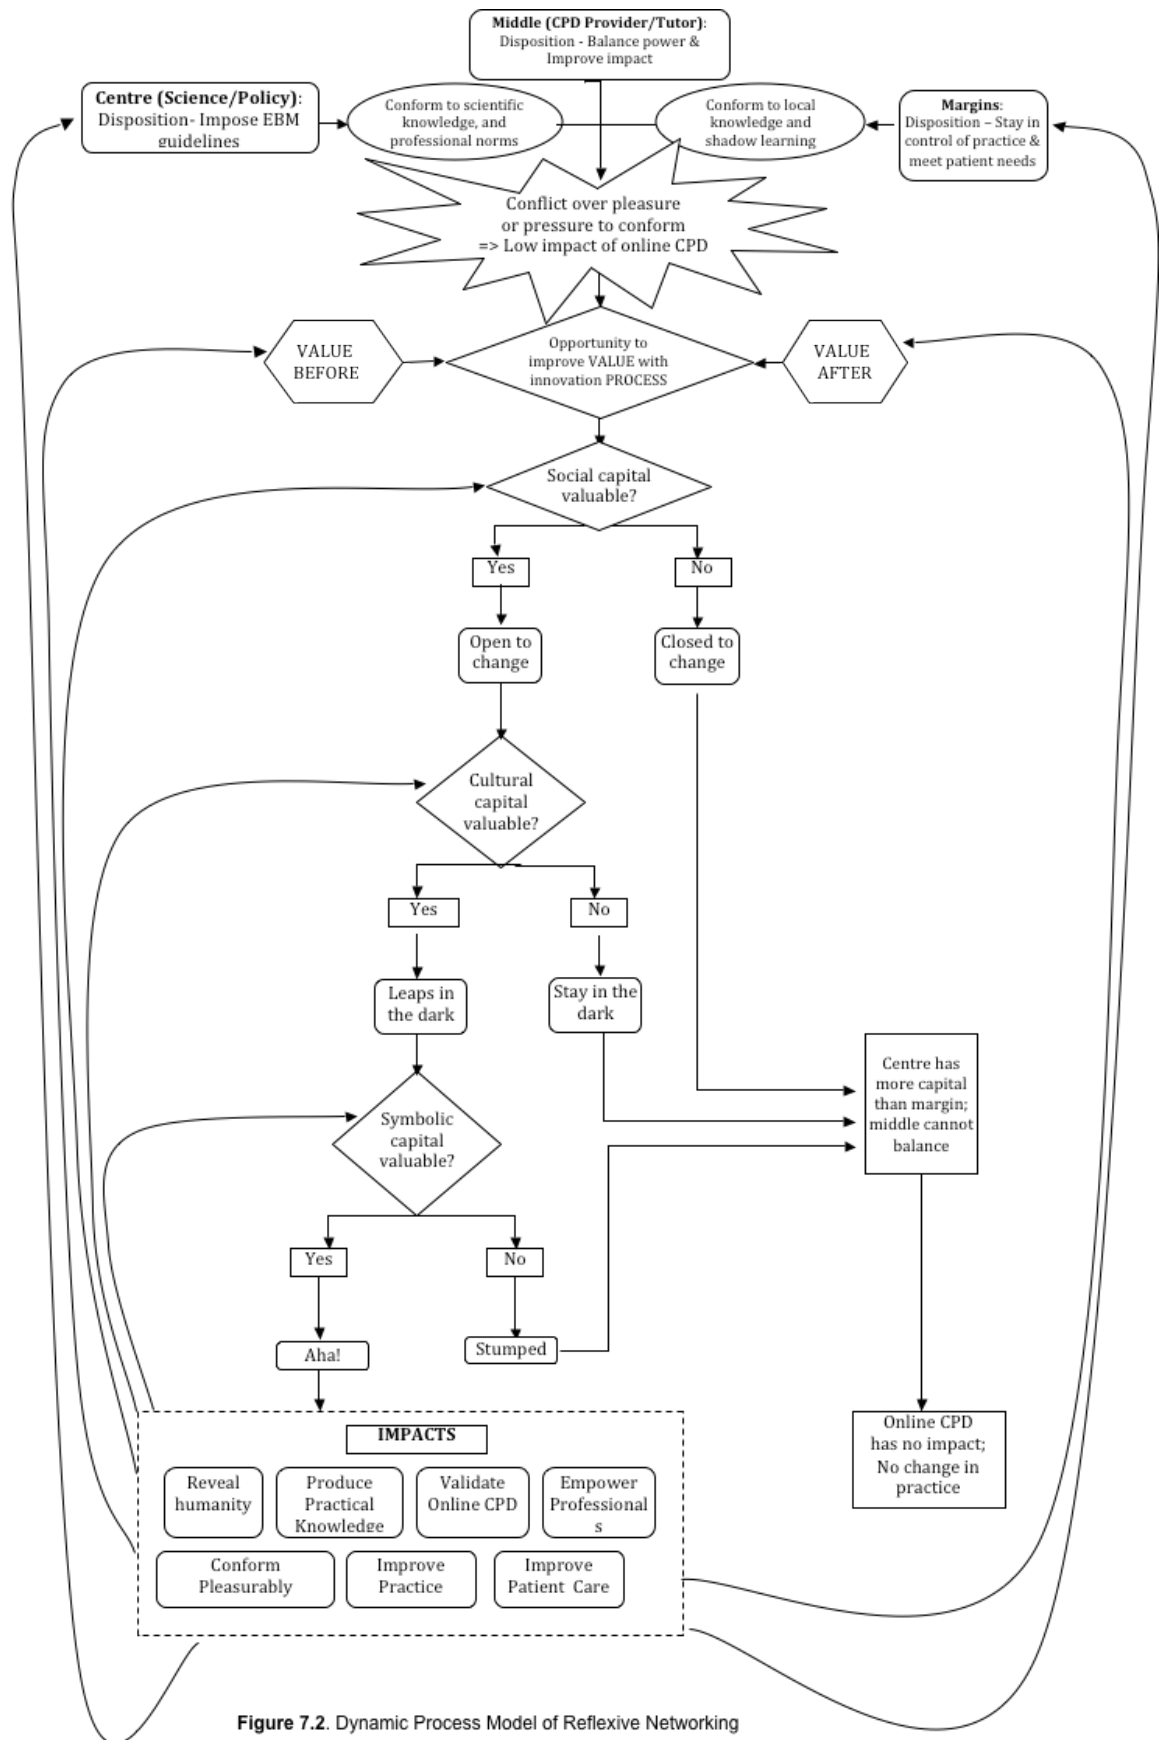 Middle (CPD Provider/Tutor):
Disposition - Balance power &
Improve impact
Centre (Science/Policy):
Disposition- Impose EBM
guidelines
Conform to scientific
knowledge, and
professional norms
Conform to local
knowledge and
shadow learning
Margins:
Disposition – Stay in
control of practice &
meet patient needs
Conflict over pleasure
or pressure to conform
=> Low impact of online CPD
VALUE
BEFORE
Opportunity to
improve VALUE with
innovation PROCESS
VALUE
AFTER
Social capital
valuable?
Yes
No
Open to
change
Closed to
change
Cultural
capital
valuable?
Yes
No
Leaps in
the dark
Stay in the
dark
Centre has
more capital
than margin;
middle cannot
balance
Symbolic
capital
valuable?
Yes
No
Aha!
Stumped
Online CPD
has no impact;
No change in
practice
IMPACTS
Reveal
humanity
Produce
Practical
Knowledge
Validate
Online CPD
Empower
Professional
s
Conform
Pleasurably
Improve
Practice
Improve
Patient Care
Figure 7.2. Dynamic Process Model of Reflexive Networking